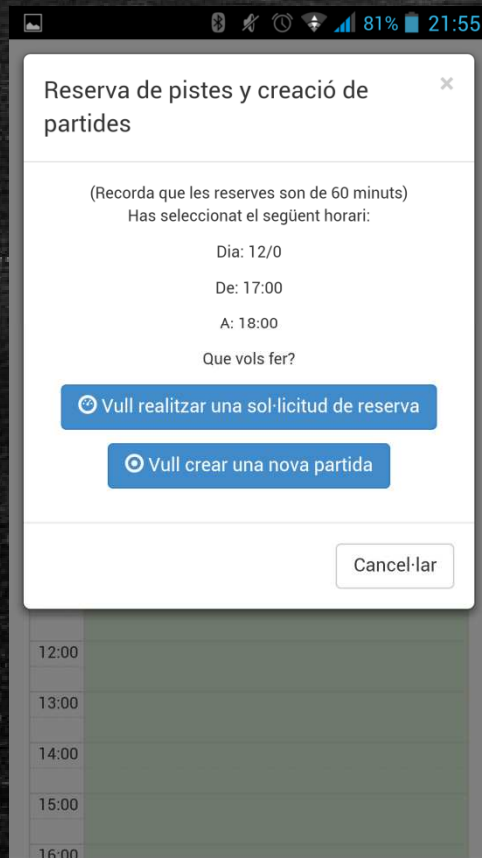 81% 21:55
Reserva de pistes y creació de
partides
×
(Recorda que les reserves son de 60 minuts)
Has seleccionat el següent horari:
Dia: 12/0
De: 17:00
A: 18:00
Que vols fer?
Vull realitzar una sol·licitud de reserva
Vull crear una nova partida
Cancel·lar
12:00
13:00
14:00
15:00
16:00